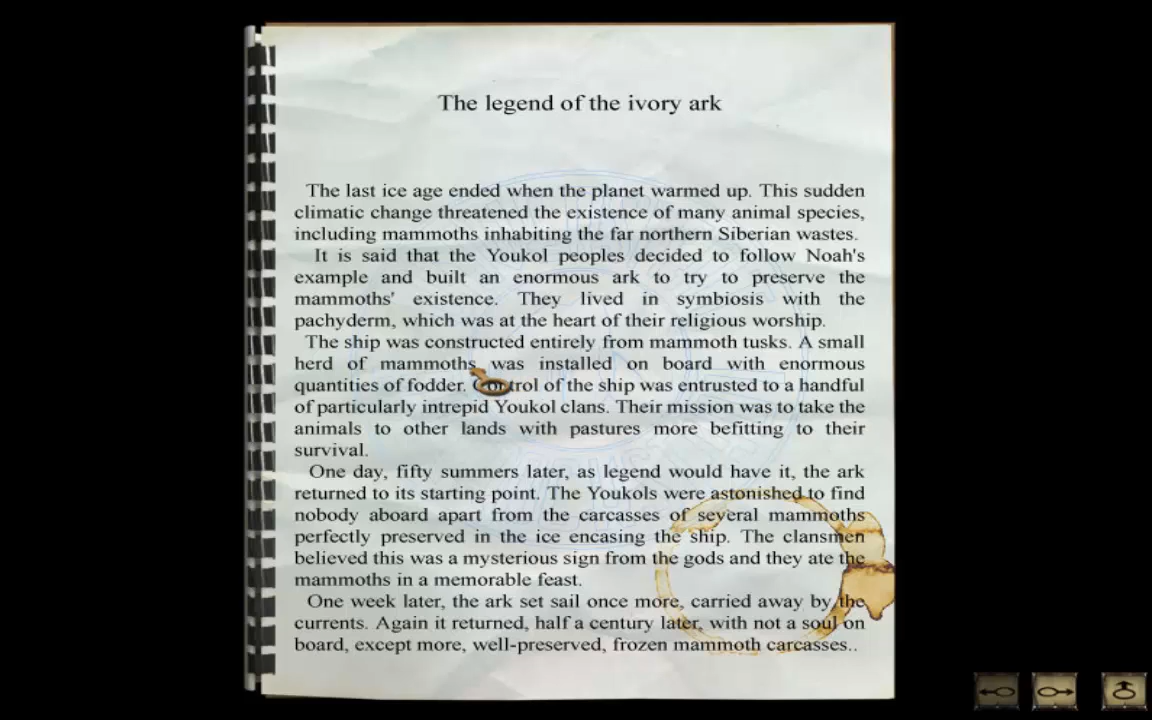 The legend of the ivory ark
The last ice age ended when the planet warmed up. This sudden
climatic change threatened the existence of many animal species,
including mammoths inhabiting the far northern Siberian wastes.
It is said that the Youkol peoples decided to follow Noah's
example and built an enormous ark to try to preserve the
mammoths' existence. They lived in symbiosis with the
pachyderm, which was at the heart of their religious worship.
The ship was constructed entirely from mammoth tusks. A small
herd of mammoths was installed on board with enormous
quantities of fodder. Control of the ship was entrusted to a handful
of particularly intrepid Youkol clans. Their mission was to take the
animals to other lands with pastures more befitting to their
survival.
One day, fifty summers later, as legend would have it, the ark
returned to its starting point. The Youkols were astonished to find
nobody aboard apart from the carcasses of several mammoths
perfectly preserved in the ice encasing the ship. The clansmen
believed this was a mysterious sign from the gods and they ate the
mammoths in a memorable feast.
One week later, the ark set sail once more, carried away by the
currents. Again it returned, half a century later, with not a soul on
board, except more, well-preserved, frozen mammoth carcasses..